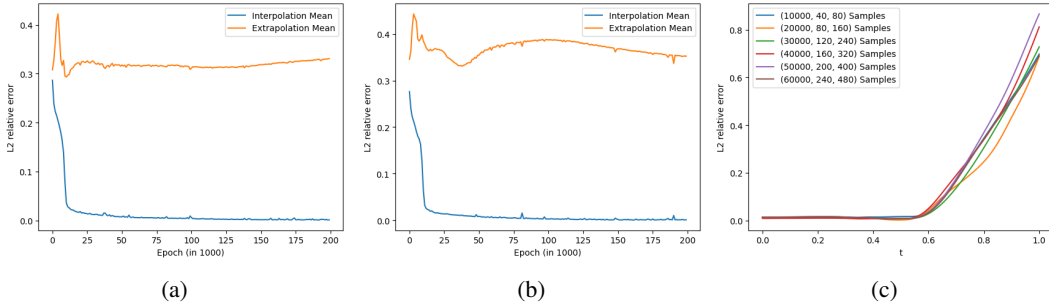 L2 relative error
0.4
0.3
0.2
0.1
0.0
Interpolation Mean
Extrapolation Mean
0 25 50 75 100 125 150 175 200
Epoch (in 1000)
(a)
L2 relative error
0.4
0.3
0.2
0.1
0.0
Interpolation Mean
Extrapolation Mean
0 25 50 75 100 125 150 175 200
Epoch (in 1000)
(b)
L2 relative error
0.8
0.6
0.4
0.2
0.0
(10000, 40, 80) Samples
(20000, 80, 160) Samples
(30000, 120, 240) Samples
(40000, 160, 320) Samples
(50000, 200, 400) Samples
(60000, 240, 480) Samples
0.0 0.2 0.4 0.6 0.8 1.0
t
(c)